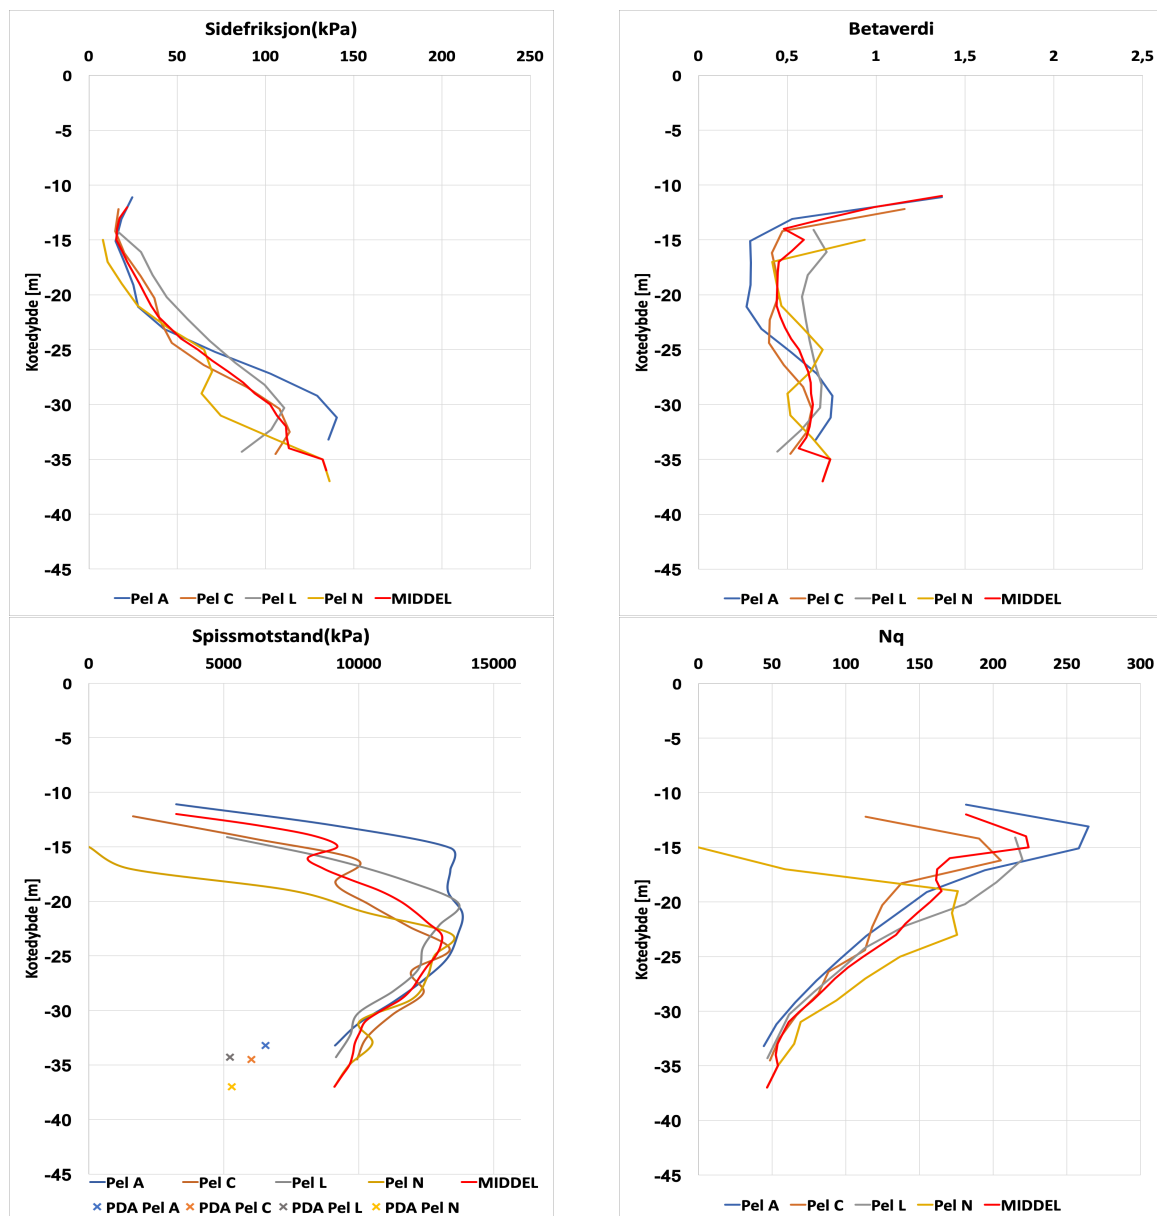 Sidefriksjon(kPa)
0 50 100 150 200 250
0
-5
-10
-15
-20
-25
-30
-35
-40
-45
Kotedybde [m]
Pel A Pel C Pel L Pel N MIDDEL
Betaverdi
0 0,5 1 1,5 2 2,5
0
-5
-10
-15
-20
-25
-30
-35
-40
-45
Kotedybde [m]
Pel A Pel C Pel L Pel N MIDDEL
Spissmotstand(kPa)
0 5000 10000 15000
0
-5
-10
-15
-20
-25
-30
-35
-40
-45
Kotedybde [m]
Pel A Pel C Pel L Pel N MIDDEL
PDA Pel A PDA Pel C PDA Pel L PDA Pel N
Nq
0 50 100 150 200 250 300
0
-5
-10
-15
-20
-25
-30
-35
-40
-45
Kotedybde [m]
Pel A Pel C Pel L Pel N MIDDEL